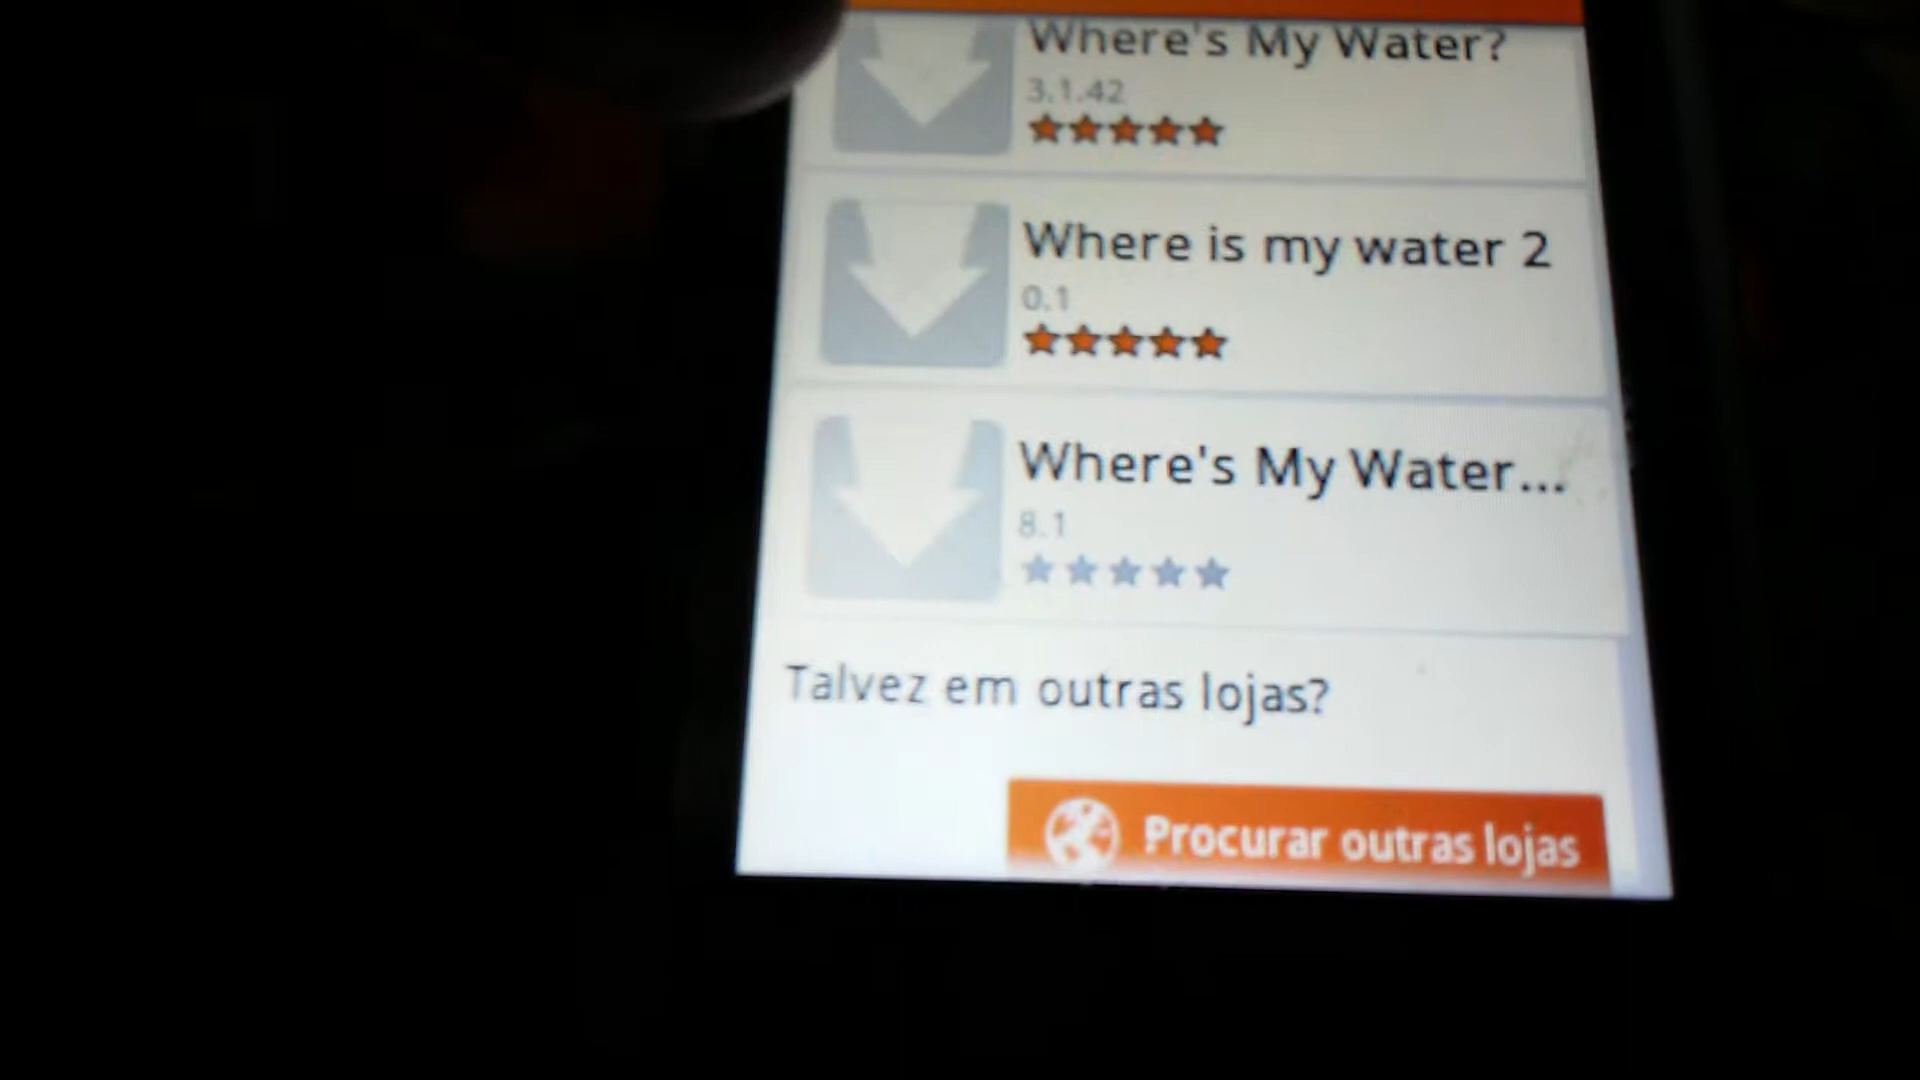 Where's My Water?
3.1.42
Where is my water 2
0.1
Where's My Water...
8.1
Talvez em outras lojas?
Procurar outras lojas